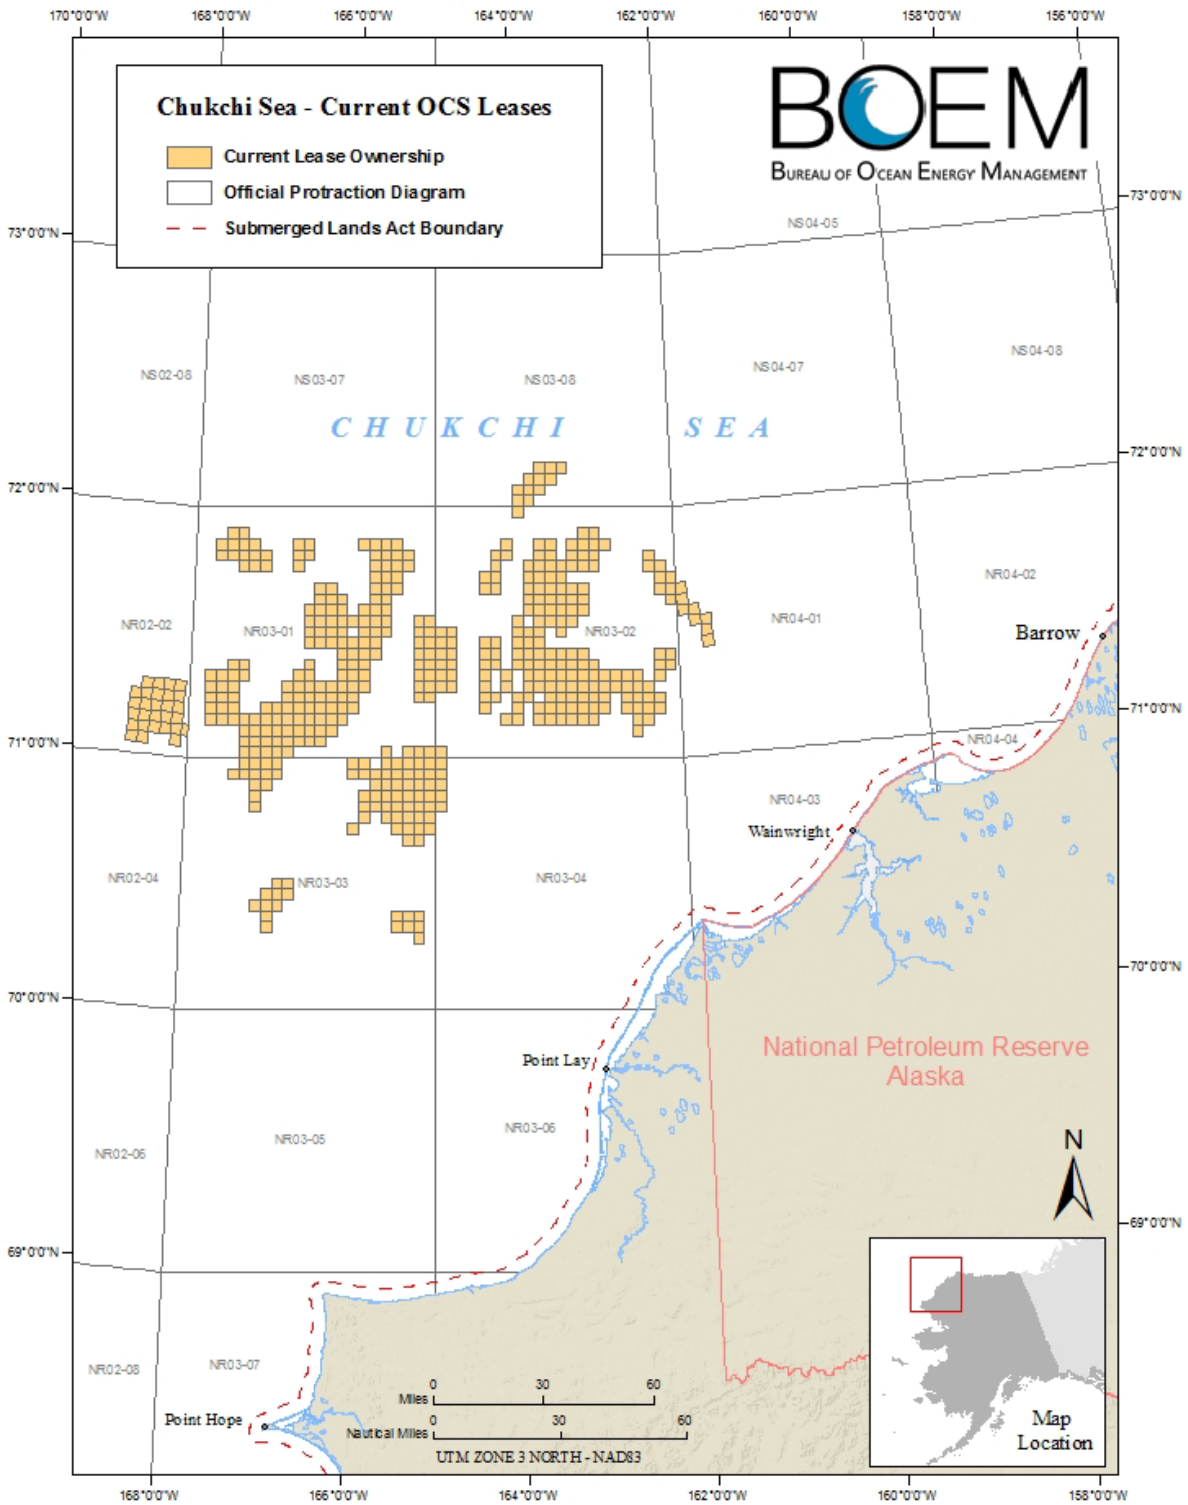 170°0'0"W 168°0'0"W 166°0'0"W 164°0'0"W 162°0'0"W 160°0'0"W 158°0'0"W 156°0'0"W
Chukchi Sea - Current OCS Leases
Current Lease Ownership
Official Protraction Diagram
Submerged Lands Act Boundary
BOEM
BUREAU OF OCEAN ENERGY MANAGEMENT
73°0'0"N
NS04-05
73°0'0"N
NS04-08
NS04-07
NS02-08 NS03-07 NS03-08
CHUKCHI SEA
72°0'0"N
72°0'0"N
NR04-02
NR04-01
NR02-02 NR03-01 NR03-02
Barrow
71°0'0"N
71°0'0"N
NR04-04
NR04-03
Wainwright
NR02-04 NR03-03 NR03-04
70°0'0"N
70°0'0"N
National Petroleum Reserve
Alaska
Point Lay
NR03-06
NR03-05
NR02-06
N
69°0'0"N
69°0'0"N
NR02-08 NR03-07
Point Hope
0 30 60
Miles
0 30 60
Nautical Miles
UTM ZONE 3 NORTH - NAD83
Map
Location
168°0'0"W 166°0'0"W 164°0'0"W 162°0'0"W 160°0'0"W 158°0'0"W